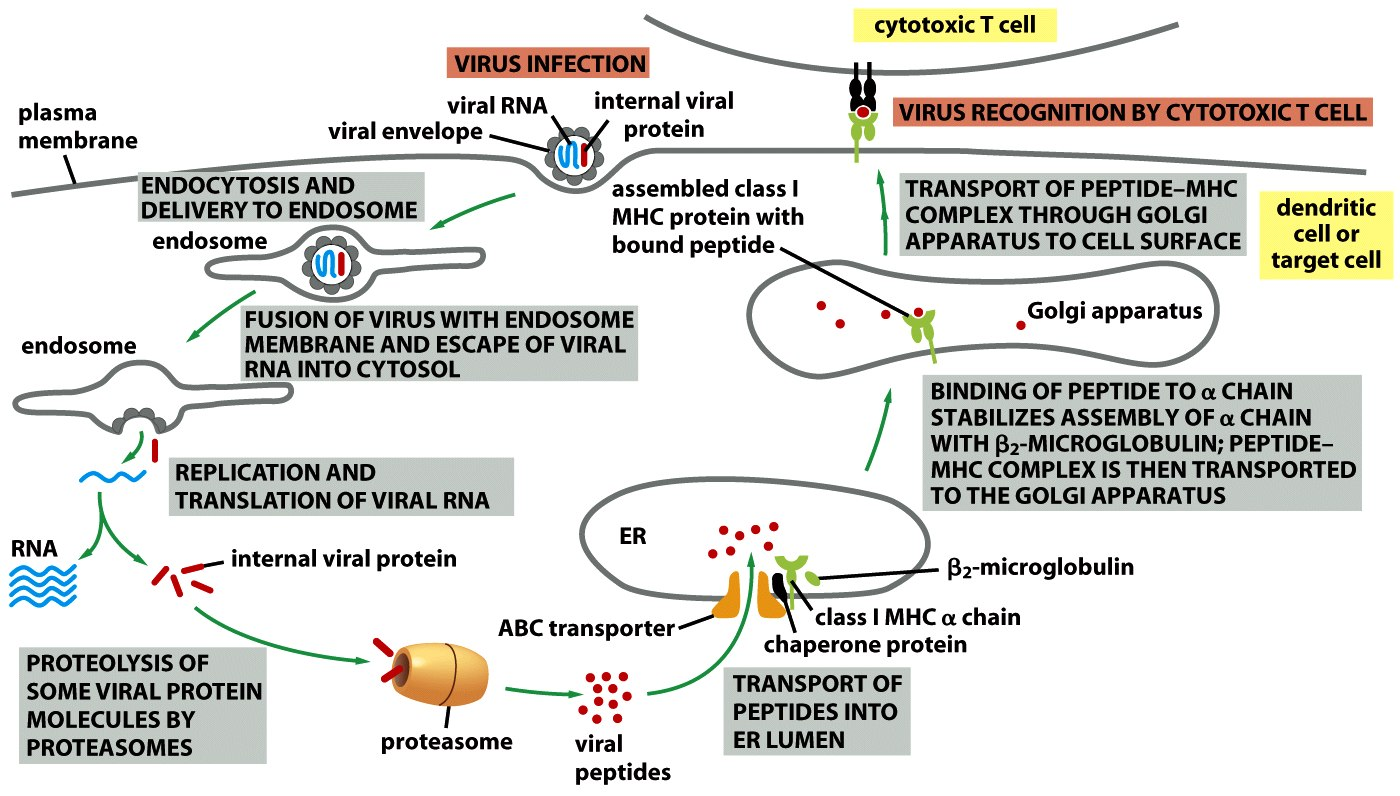 cytotoxic T cell
VIRUS INFECTION
viral RNA
internal viral
protein
viral envelope
plasma
membrane
VIRUS RECOGNITION BY CYTOTOXIC T CELL
ENDOCYTOSIS AND
DELIVERY TO ENDOSOME
endosome
assembled class I
MHC protein with
bound peptide
TRANSPORT OF PEPTIDE–MHC
COMPLEX THROUGH GOLGI
APPARATUS TO CELL SURFACE
dendritic
cell or
target cell
FUSION OF VIRUS WITH ENDOSOME
MEMBRANE AND ESCAPE OF VIRAL
RNA INTO CYTOSOL
Golgi apparatus
endosome
BINDING OF PEPTIDE TO α CHAIN
STABILIZES ASSEMBLY OF α CHAIN
WITH β₂-MICROGLOBULIN; PEPTIDE–
MHC COMPLEX IS THEN TRANSPORTED
TO THE GOLGI APPARATUS
REPLICATION AND
TRANSLATION OF VIRAL RNA
RNA
internal viral protein
ER
β₂-microglobulin
class I MHC α chain
chaperone protein
ABC transporter
PROTEOLYSIS OF
SOME VIRAL PROTEIN
MOLECULES BY
PROTEASOMES
proteasome
viral
peptides
TRANSPORT OF
PEPTIDES INTO
ER LUMEN